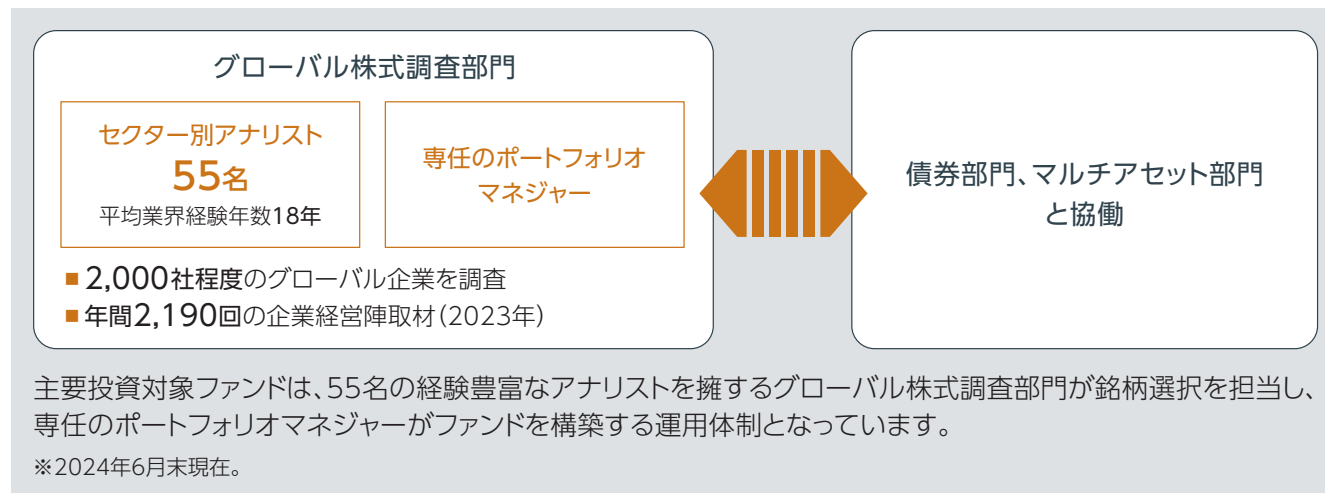 グローバル株式調査部門
セクター別アナリスト
55名
平均業界経験年数18年
専任のポートフォリオ
マネジャー
■2,000社程度のグローバル企業を調査
■年間2,190回の企業経営陣取材(2023年)
債券部門、マルチアセット部門
と協働
主要投資対象ファンドは、55名の経験豊富なアナリストを擁するグローバル株式調査部門が銘柄選択を担当し、
専任のポートフォリオマネジャーがファンドを構築する運用体制となっています。
※2024年6月末現在。